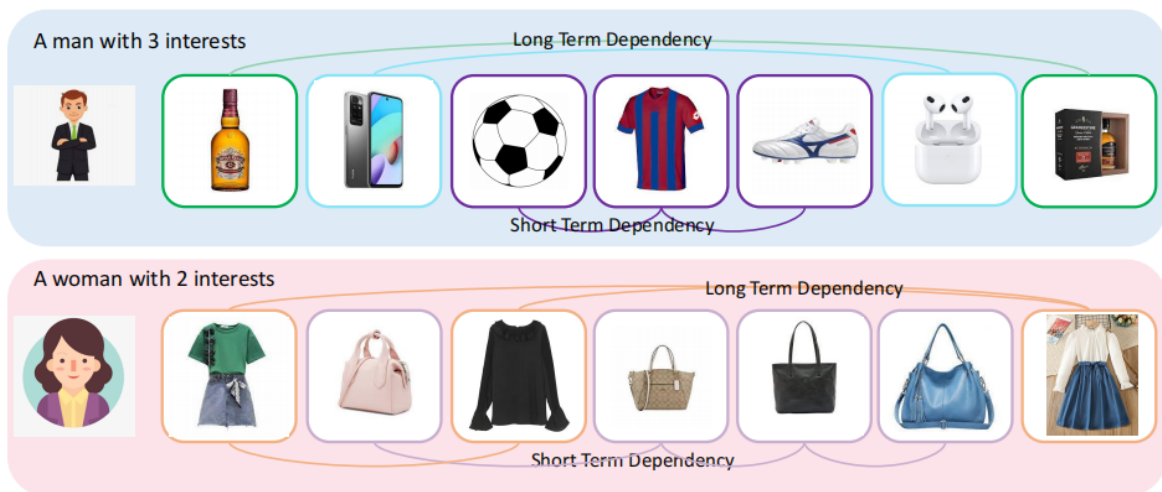 A man with 3 interests
Long Term Dependency
Short Term Dependency
A woman with 2 interests
Long Term Dependency
Short Term Dependency